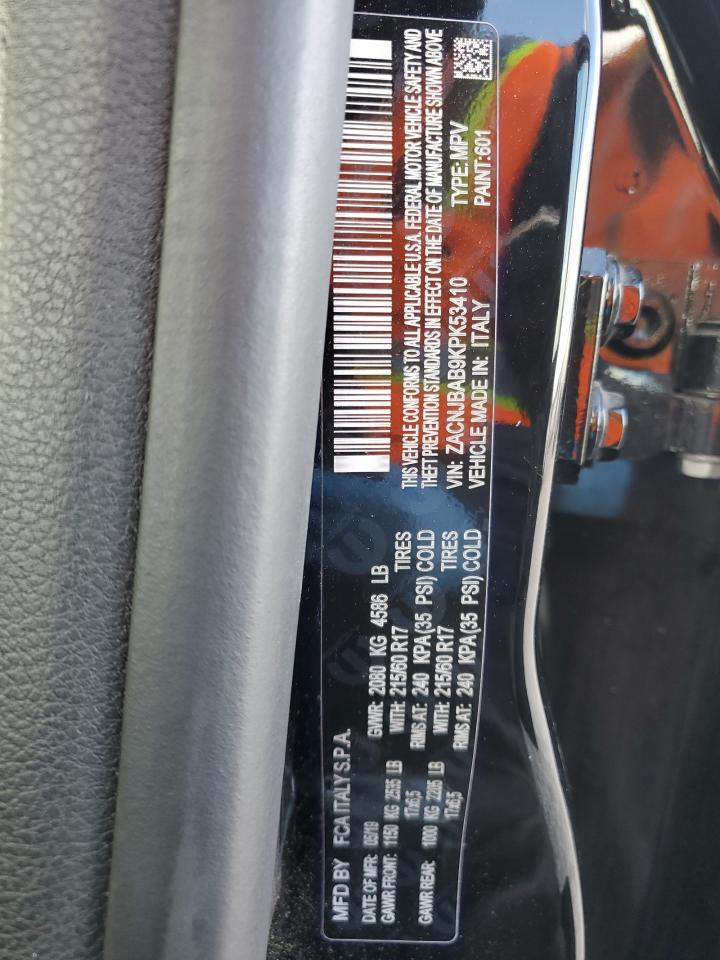 MFD BY FCA ITALY S.P.A.
DATE OF MFR: 05/19 GVWR: 2080 KG 4586 LB
GAWR FRONT: 1150 KG 2535 LB WITH: 215/60 R17 TIRES
17x6,5 RIMS AT: 240 KPA(35 PSI) COLD
GAWR REAR: 1000 KG 2205 LB WITH: 215/60 R17 TIRES
17x6,5 RIMS AT: 240 KPA(35 PSI) COLD
THIS VEHICLE CONFORMS TO ALL APPLICABLE U.S.A. FEDERAL MOTOR VEHICLE SAFETY AND
THEFT PREVENTION STANDARDS IN EFFECT ON THE DATE OF MANUFACTURE SHOWN ABOVE
VIN: ZACNJBAB9KPK53410 TYPE: MPV
VEHICLE MADE IN: ITALY PAINT:601